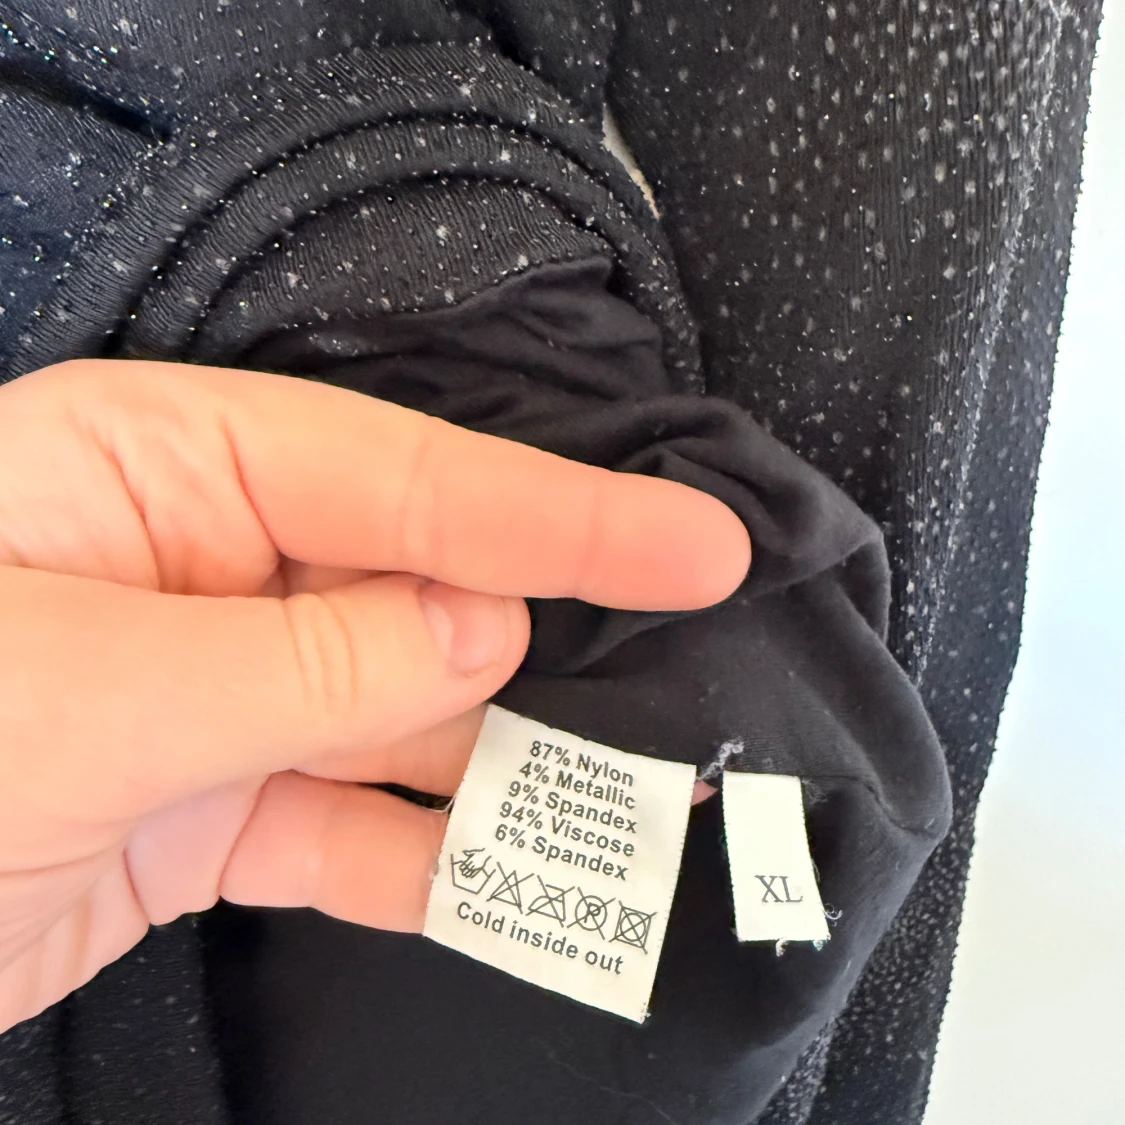 87% Nylon
4% Metallic
9% Spandex
94% Viscose
6% Spandex
P
Cold inside out
XL